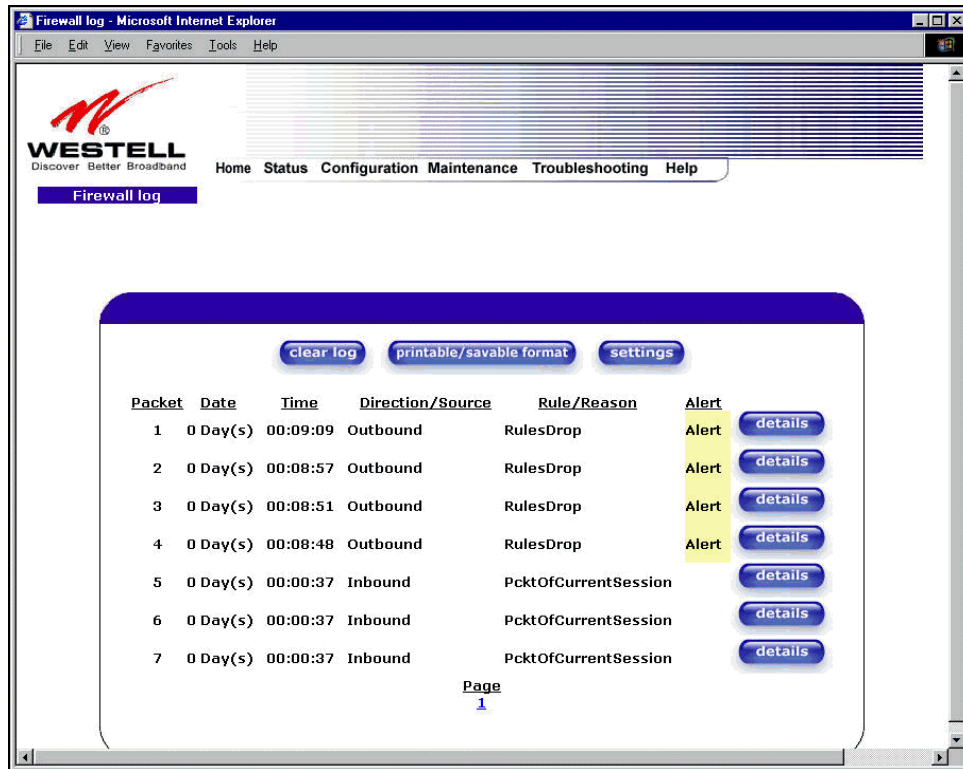 Firewall log - Microsoft Internet Explorer
File Edit View Favorites Tools Help
WESTELL®
Discover Better Broadband
Home Status Configuration Maintenance Troubleshooting Help
Firewall log
clear log printable/savable format settings
Packet Date Time Direction/Source Rule/Reason Alert
1 0 Day(s) 00:09:09 Outbound RulesDrop Alert details
2 0 Day(s) 00:08:57 Outbound RulesDrop Alert details
3 0 Day(s) 00:08:51 Outbound RulesDrop Alert details
4 0 Day(s) 00:08:48 Outbound RulesDrop Alert details
5 0 Day(s) 00:00:37 Inbound PcktOfCurrentSession details
6 0 Day(s) 00:00:37 Inbound PcktOfCurrentSession details
7 0 Day(s) 00:00:37 Inbound PcktOfCurrentSession details
Page
1